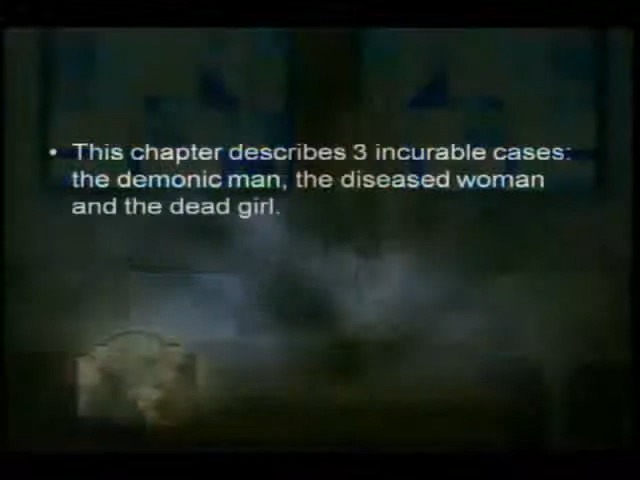 • This chapter describes 3 incurable cases:
the demonic man, the diseased woman
and the dead girl.